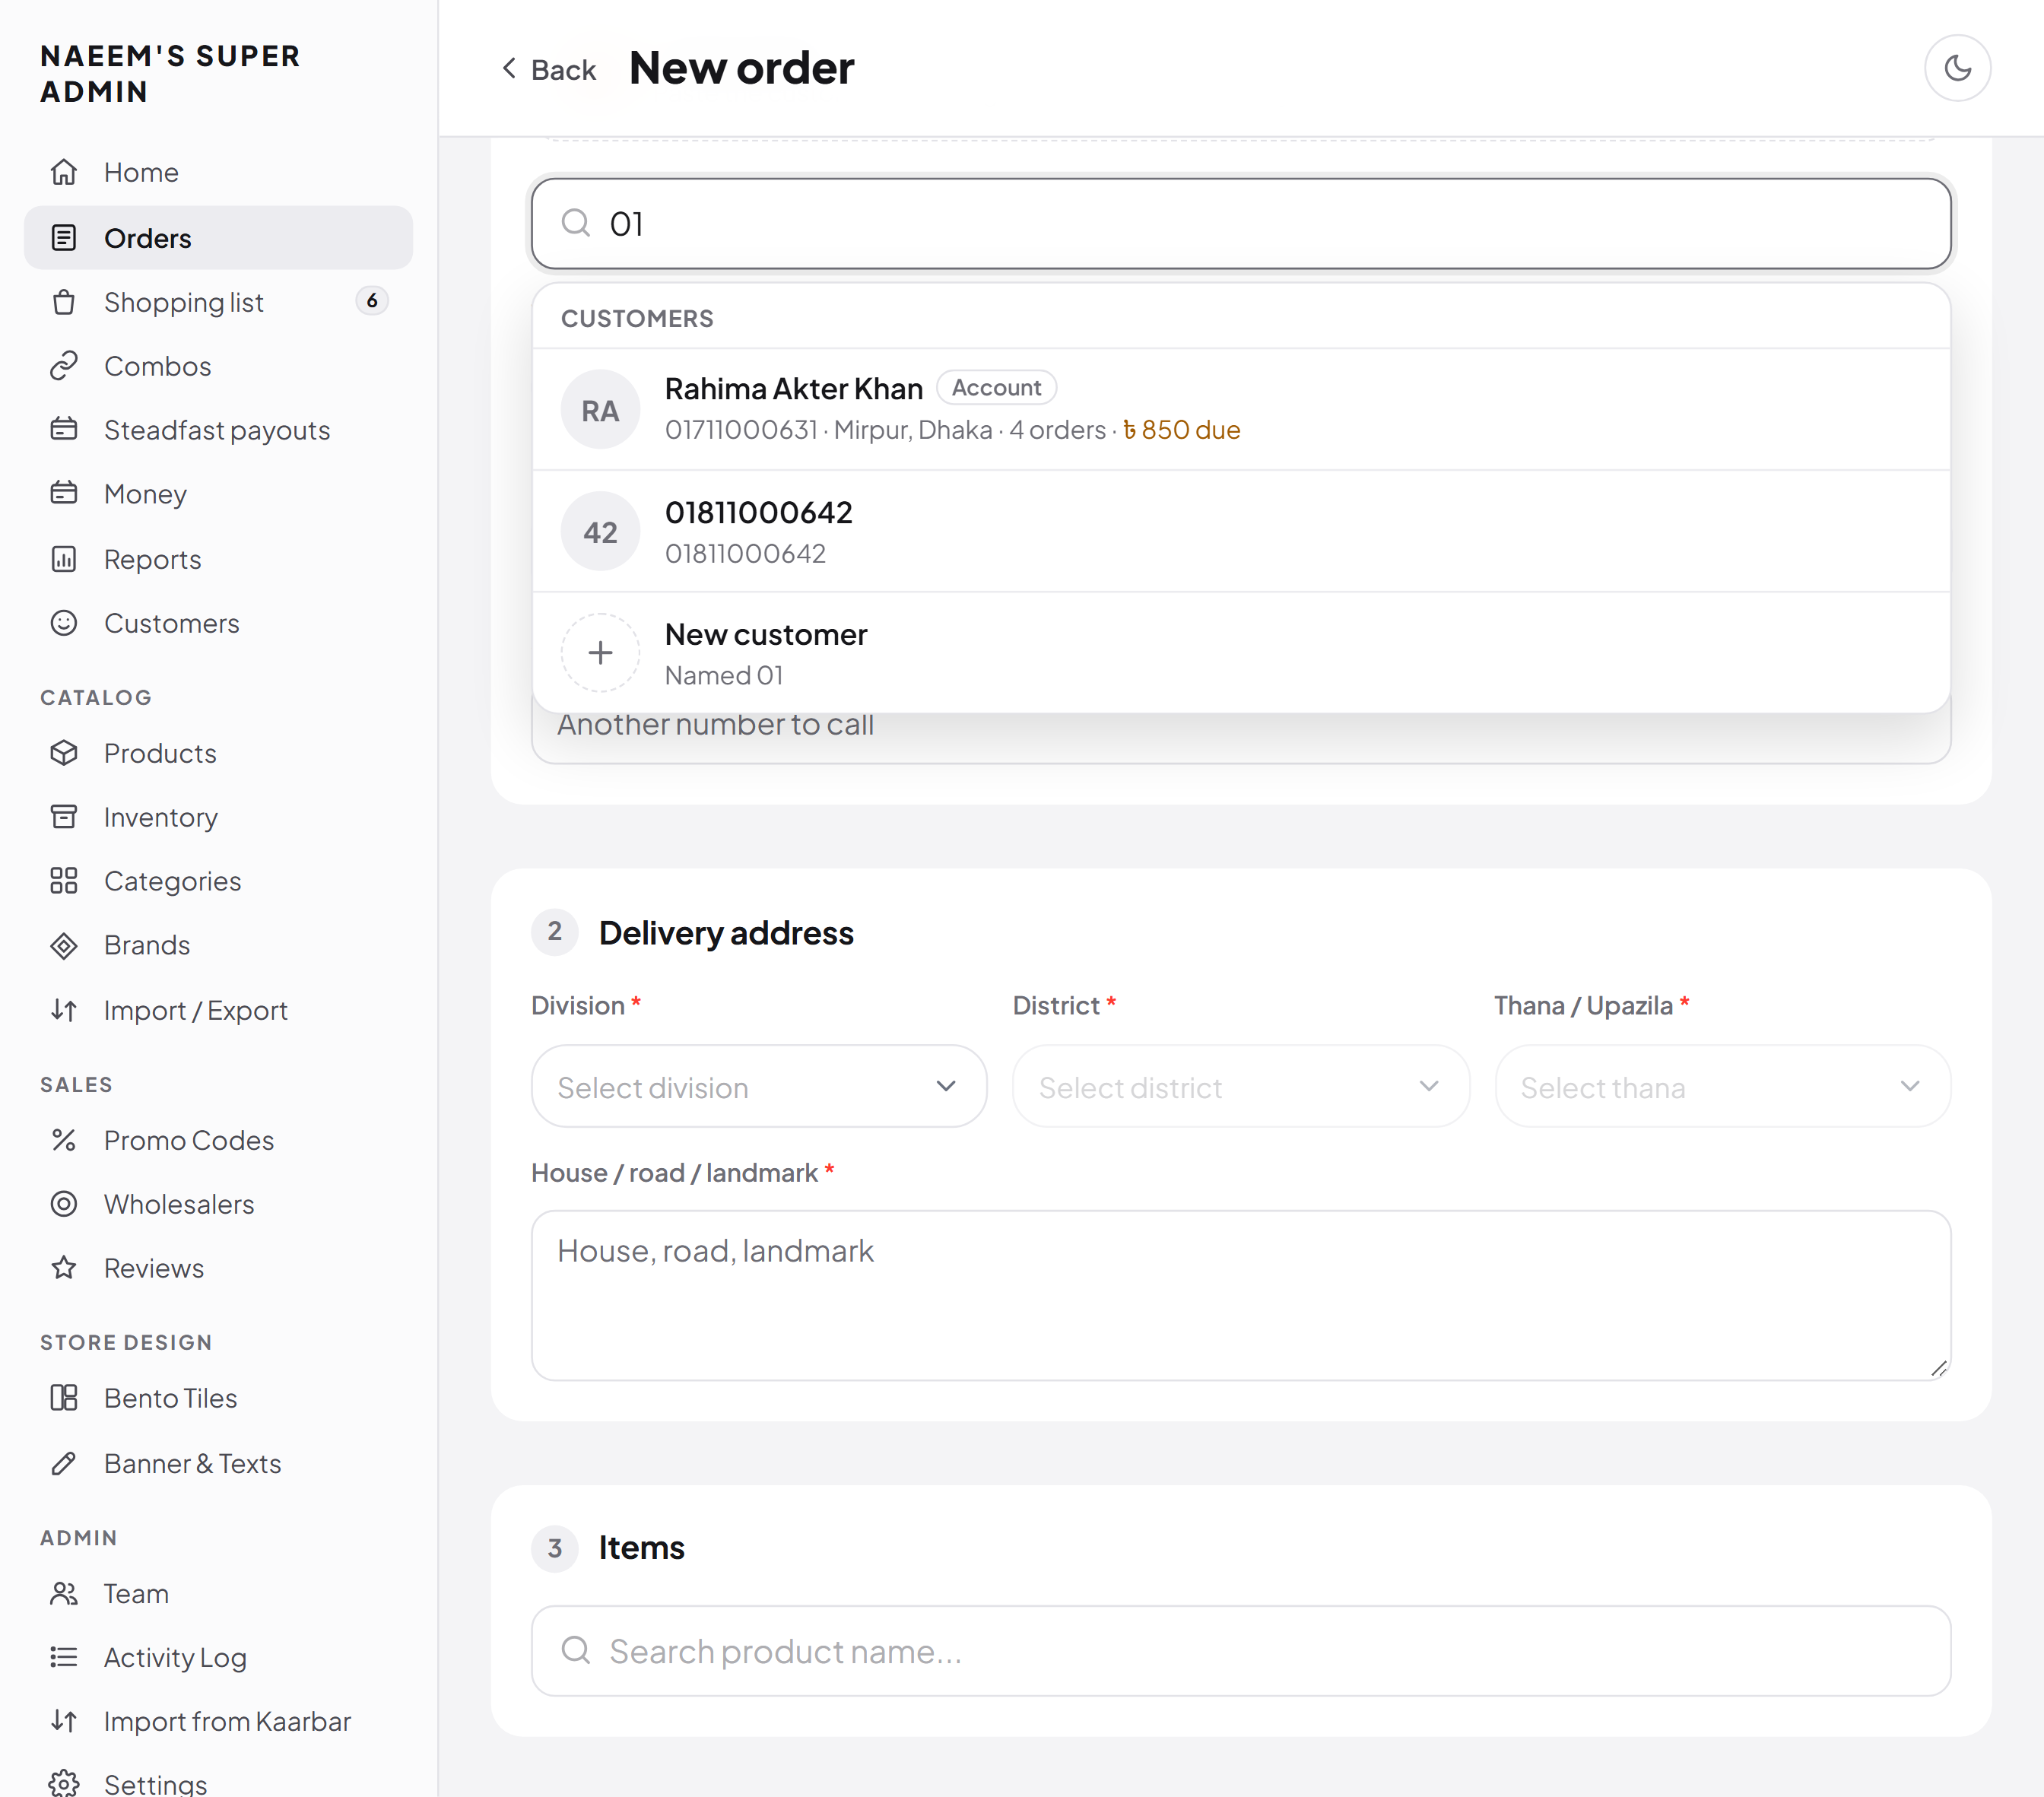 NAEEM'S SUPER
ADMIN
Home
Orders
Shopping list 6
Combos
Steadfast payouts
Money
Reports
Customers
CATALOG
Products
Inventory
Categories
Brands
Import / Export
SALES
Promo Codes
Wholesalers
Reviews
STORE DESIGN
Bento Tiles
Banner & Texts
ADMIN
Team
Activity Log
Import from Kaarbar
Settings
Back New order
01
CUSTOMERS
RA
Rahima Akter Khan Account
01711000631 · Mirpur, Dhaka · 4 orders · ৳ 850 due
42
01811000642
01811000642
New customer
Named 01
Another number to call
2 Delivery address
Division * District * Thana / Upazila *
Select division Select district Select thana
House / road / landmark *
House, road, landmark
3 Items
Search product name...